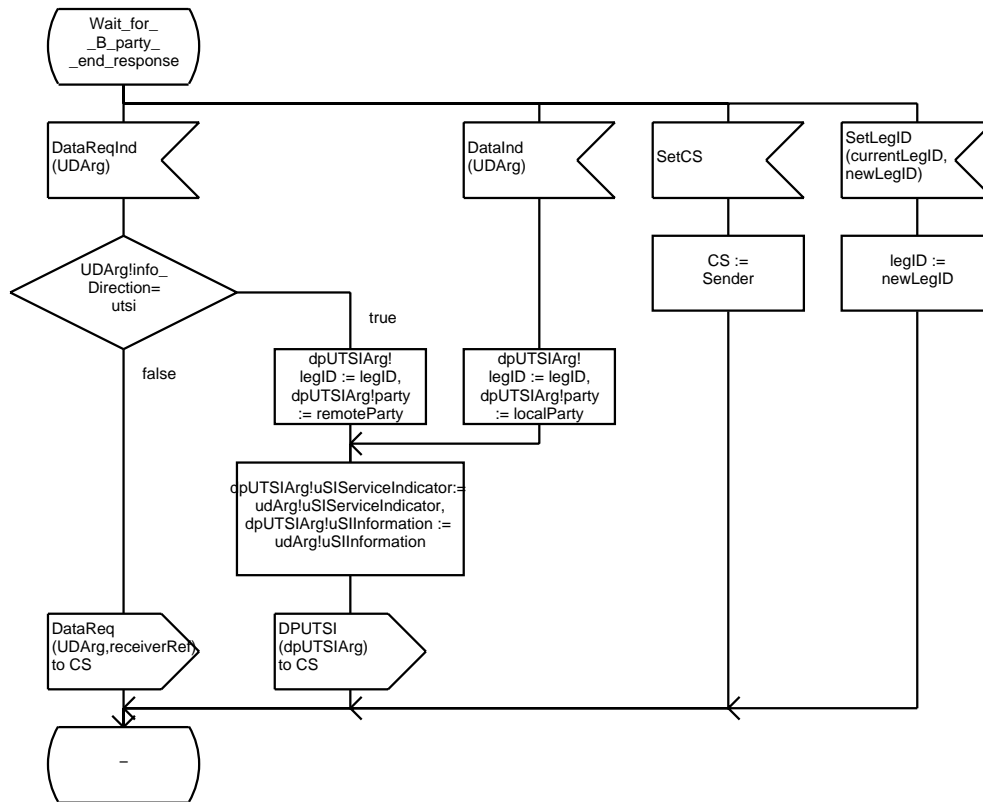 Wait_for_
_B_party_
_end_response
DataReqInd
(UDArg)
DataInd
(UDArg)
SetCS
SetLegID
(currentLegID,
newLegID)
UDArg!info_
Direction=
utsi
CS :=
Sender
legID :=
newLegID
true
false
dpUTSIArg!
legID := legID,
dpUTSIArg!party
:= remoteParty
dpUTSIArg!
legID := legID,
dpUTSIArg!party
:= localParty
dpUTSIArg!uSIServiceIndicator:=
udArg!uSIServiceIndicator,
dpUTSIArg!uSIInformation :=
udArg!uSIInformation
DataReq
(UDArg,receiverRef)
to CS
DPUTSI
(dpUTSIArg)
to CS
–